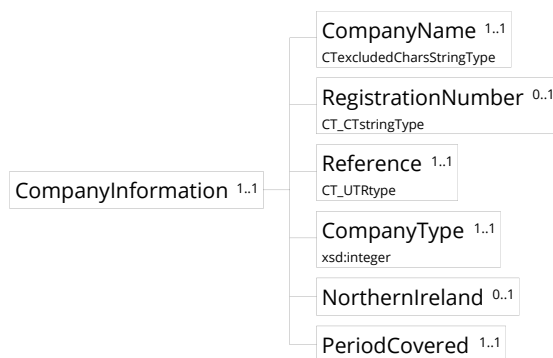 CompanyName 1..1
CTexcludedCharsStringType
RegistrationNumber 0..1
CT_CTstringType
Reference 1..1
CT_UTRtype
CompanyInformation 1..1
CompanyType 1..1
xsd:integer
NorthernIreland 0..1
PeriodCovered 1..1